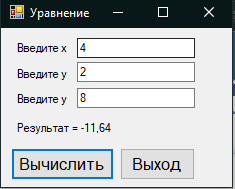 Уравнение
Введите x 4
Введите y 2
Введите y 8
Результат = -11,64
Вычислить Выход